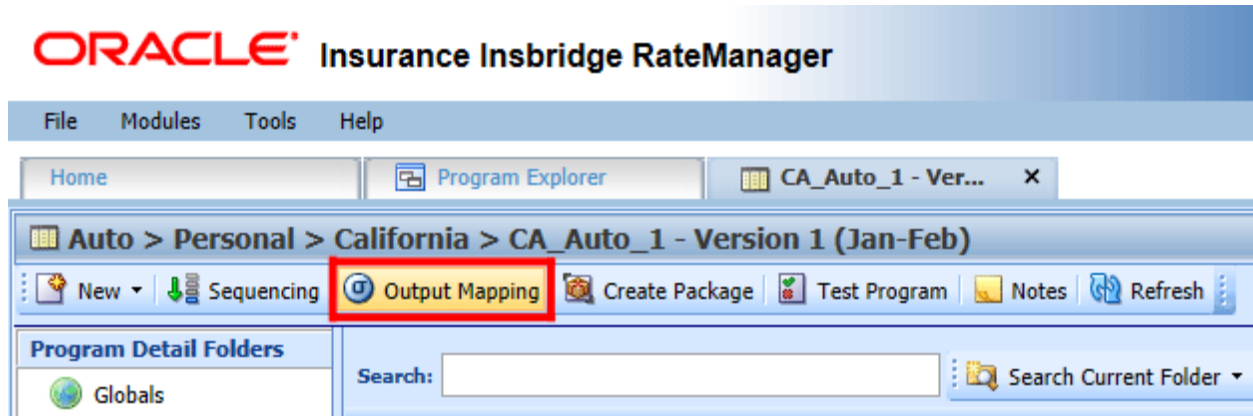 ORACLE Insurance Insbridge RateManager
File Modules Tools Help
Home Program Explorer CA_Auto_1 - Ver... ×
Auto > Personal > California > CA_Auto_1 - Version 1 (Jan-Feb)
New Sequencing Output Mapping Create Package Test Program Notes Refresh
Program Detail Folders
Search: Search Current Folder
Globals